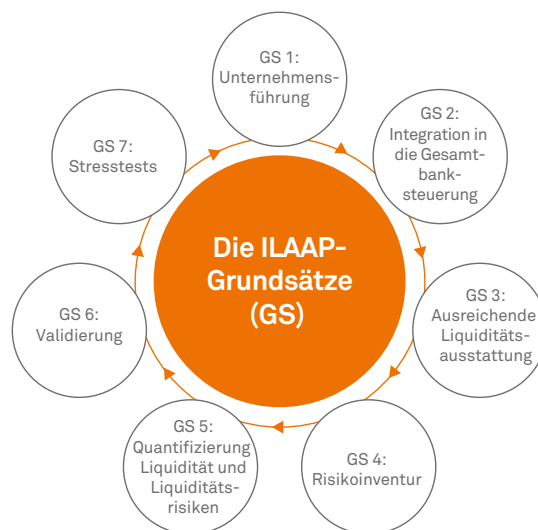 GS 1:
Unternehmens-
führung
GS 2:
Integration in
die Gesamt-
bank-
steuerung
GS 3:
Ausreichende
Liquiditäts-
ausstattung
GS 4:
Risikoinventur
GS 5:
Quantifizierung
Liquidität und
Liquiditäts-
risiken
GS 6:
Validierung
GS 7:
Stresstests
Die ILAAP-
Grundsätze
(GS)